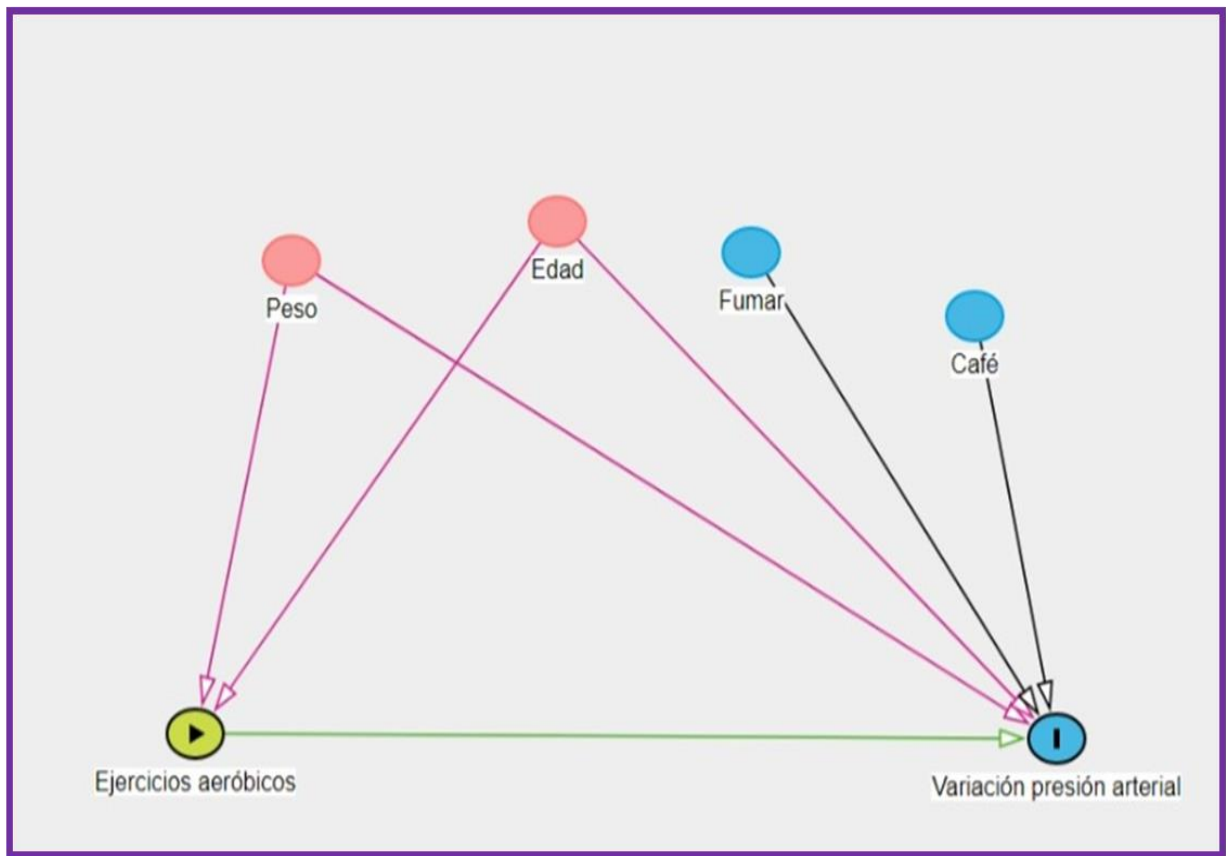 Edad
Peso
Fumar
Café
Ejercicios aeróbicos
Variación presión arterial